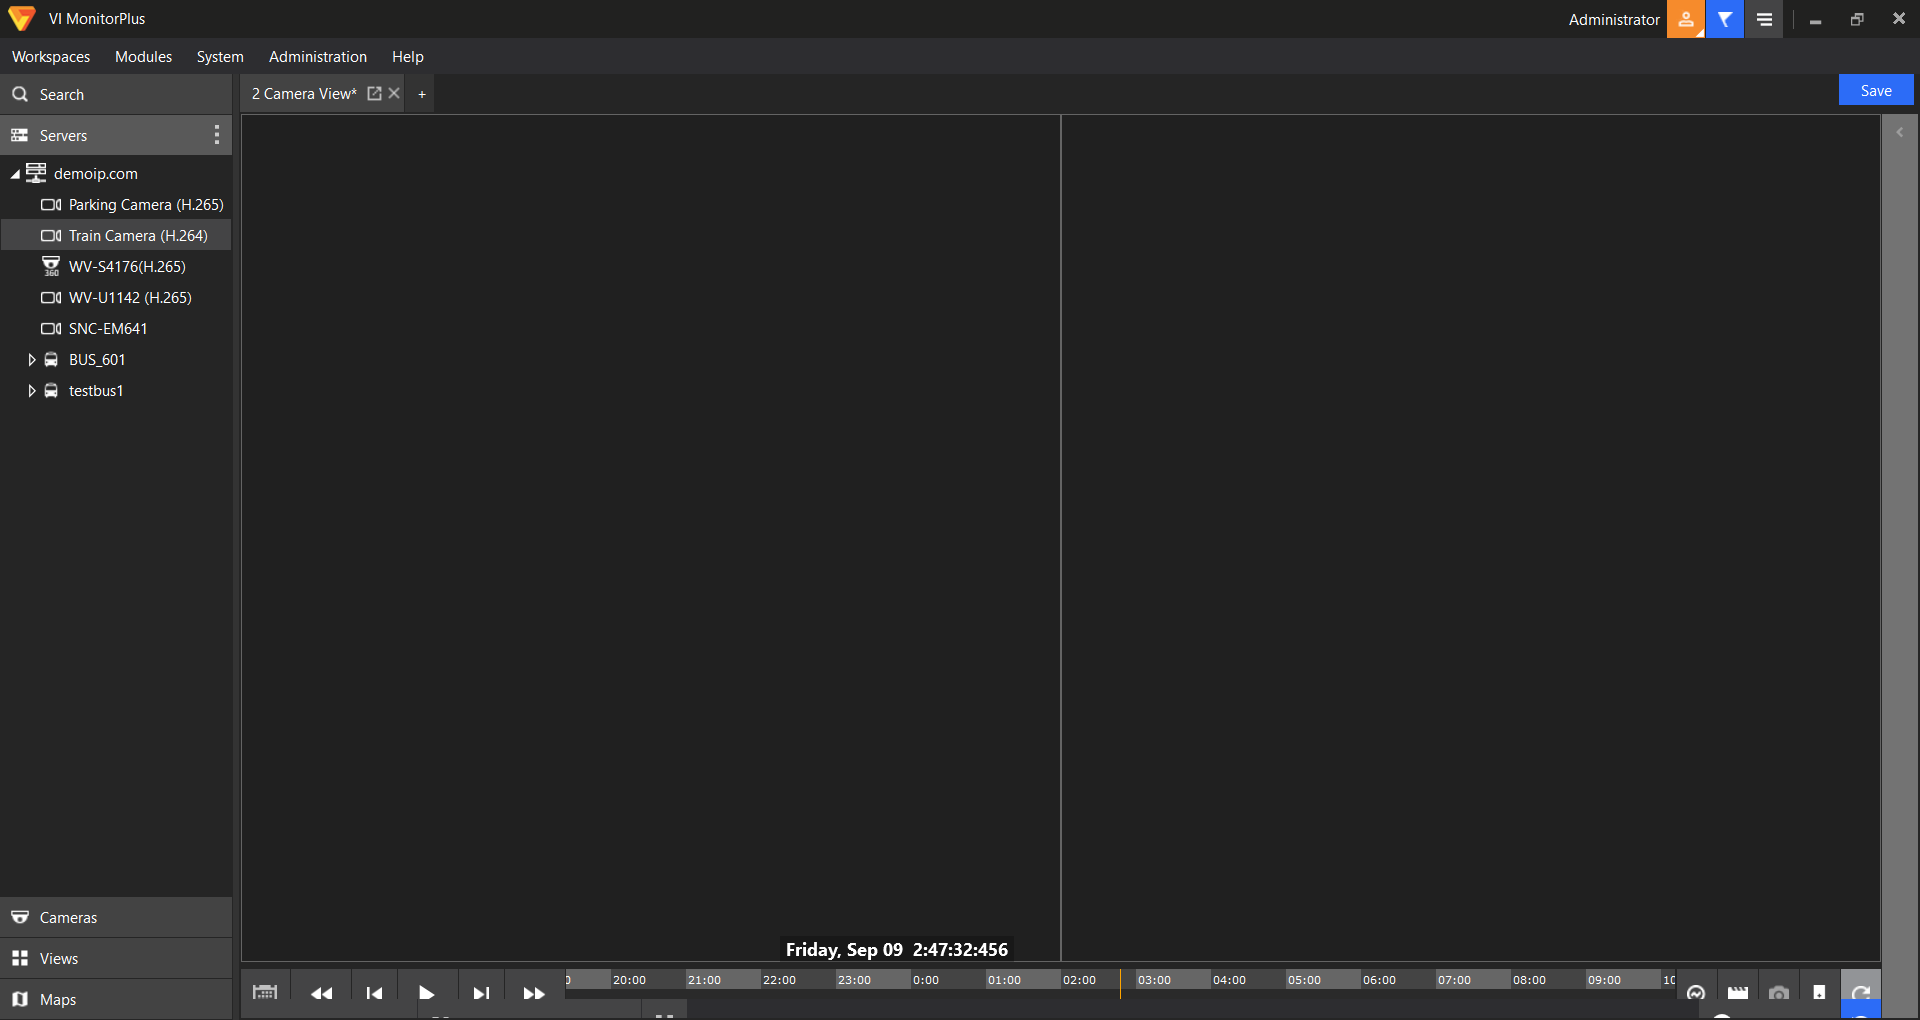 VI MonitorPlus
Administrator
Workspaces Modules System Administration Help
Search
2 Camera View* +
Save
Servers
demoip.com
Parking Camera (H.265)
Train Camera (H.264)
360 WV-S4176(H.265)
WV-U1142 (H.265)
SNC-EM641
BUS_601
testbus1
Cameras
Views
Maps
Friday, Sep 09 2:47:32:456
20:00 21:00 22:00 23:00 0:00 01:00 02:00 03:00 04:00 05:00 06:00 07:00 08:00 09:00